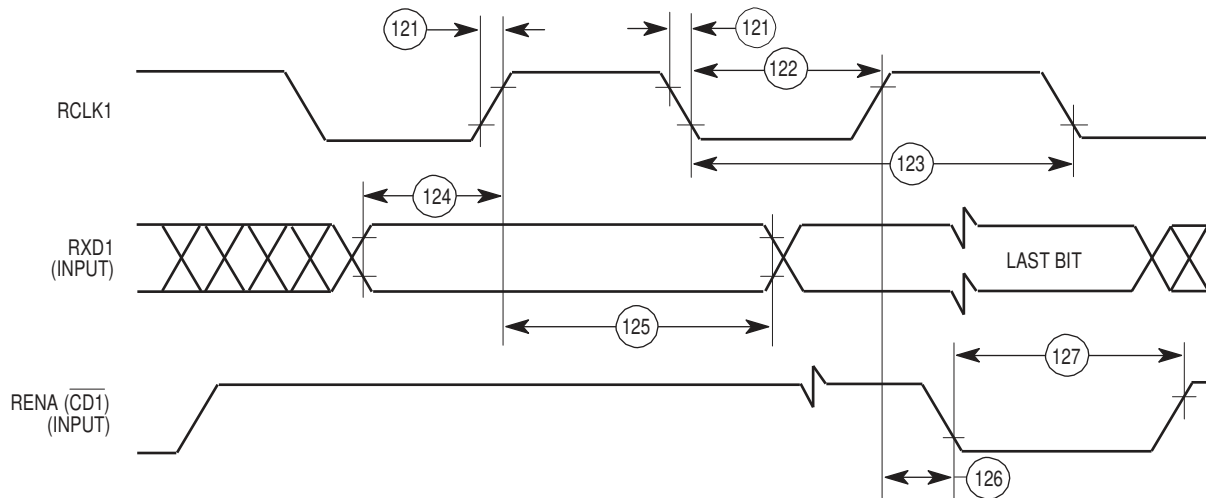 121
121
122
RCLK1
123
124
RXD1
(INPUT)
LAST BIT
125
127
RENA (CD1)
(INPUT)
126